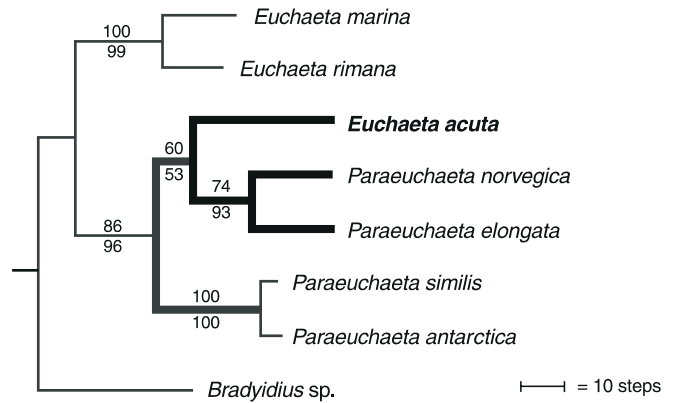 Euchaeta marina
100
99
Euchaeta rimana
Euchaeta acuta
60
53
74
93
Paraeuchaeta norvegica
Paraeuchaeta elongata
86
96
Paraeuchaeta similis
100
100
Paraeuchaeta antarctica
Bradyidius sp.
= 10 steps